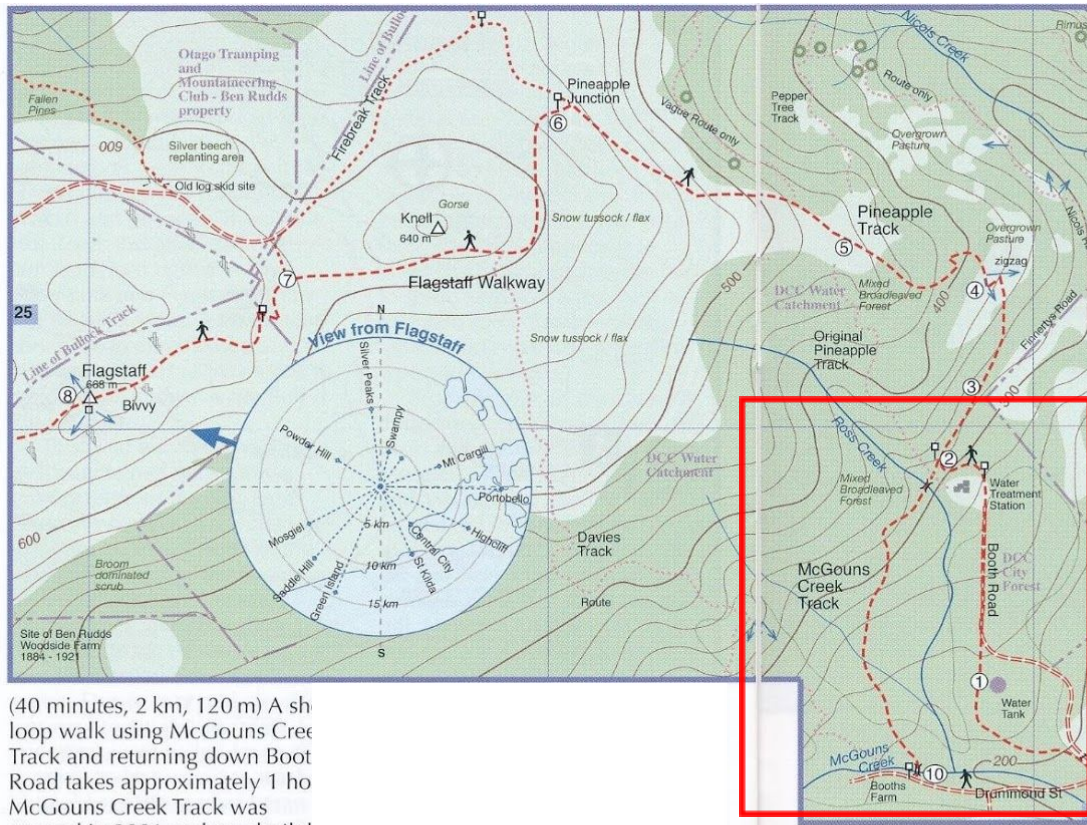 Nicols Creek
Rimus
Otago Tramping
and
Mountaineering
Club - Ben Rudds
property
Line of Bullock
Firebreak Track
Pineapple
Junction
6
Route only
Pepper
Tree
Track
Vague Route only
Fallen
Pines
600
Silver beech
replanting area
Old log skid site
Overgrown
Pasture
Nicols
Gorse
Knell
640 m
Snow tussock / flax
Pineapple
Track
5
Overgrown
Pasture
zigzag
7
Flagstaff Walkway
500
DCC Water
Catchment
Mixed
Broadleaved
Forest
400
4
Finnertys Road
25
Line of Bullock Track
N
View from Flagstaff
Snow tussock / flax
Original
Pineapple
Track
Flagstaff
668 m
8
Bivvy
3
300
Silver Peaks
Swampy
Powder Hill
Mt Cargill
Portobello
Mosgiel
5 km
Central City
Highcliff
Saddle Hill
10 km
St Kilda
Green Island
15 km
S
Ross Creek
DCC Water
Catchment
2
Mixed
Broadleaved
Forest
Water
Treatment
Station
600
Davies
Track
Booth Road
DCC
City
Forest
Broom
dominated
scrub
McGouns
Creek
Track
Route
Site of Ben Rudds
Woodside Farm
1884 - 1921
1
Water
Tank
McGouns
Creek
10
200
Booths
Farm
Drummond St
(40 minutes, 2 km, 120 m) A sh
loop walk using McGouns Cree
Track and returning down Boot
Road takes approximately 1 ho
McGouns Creek Track was